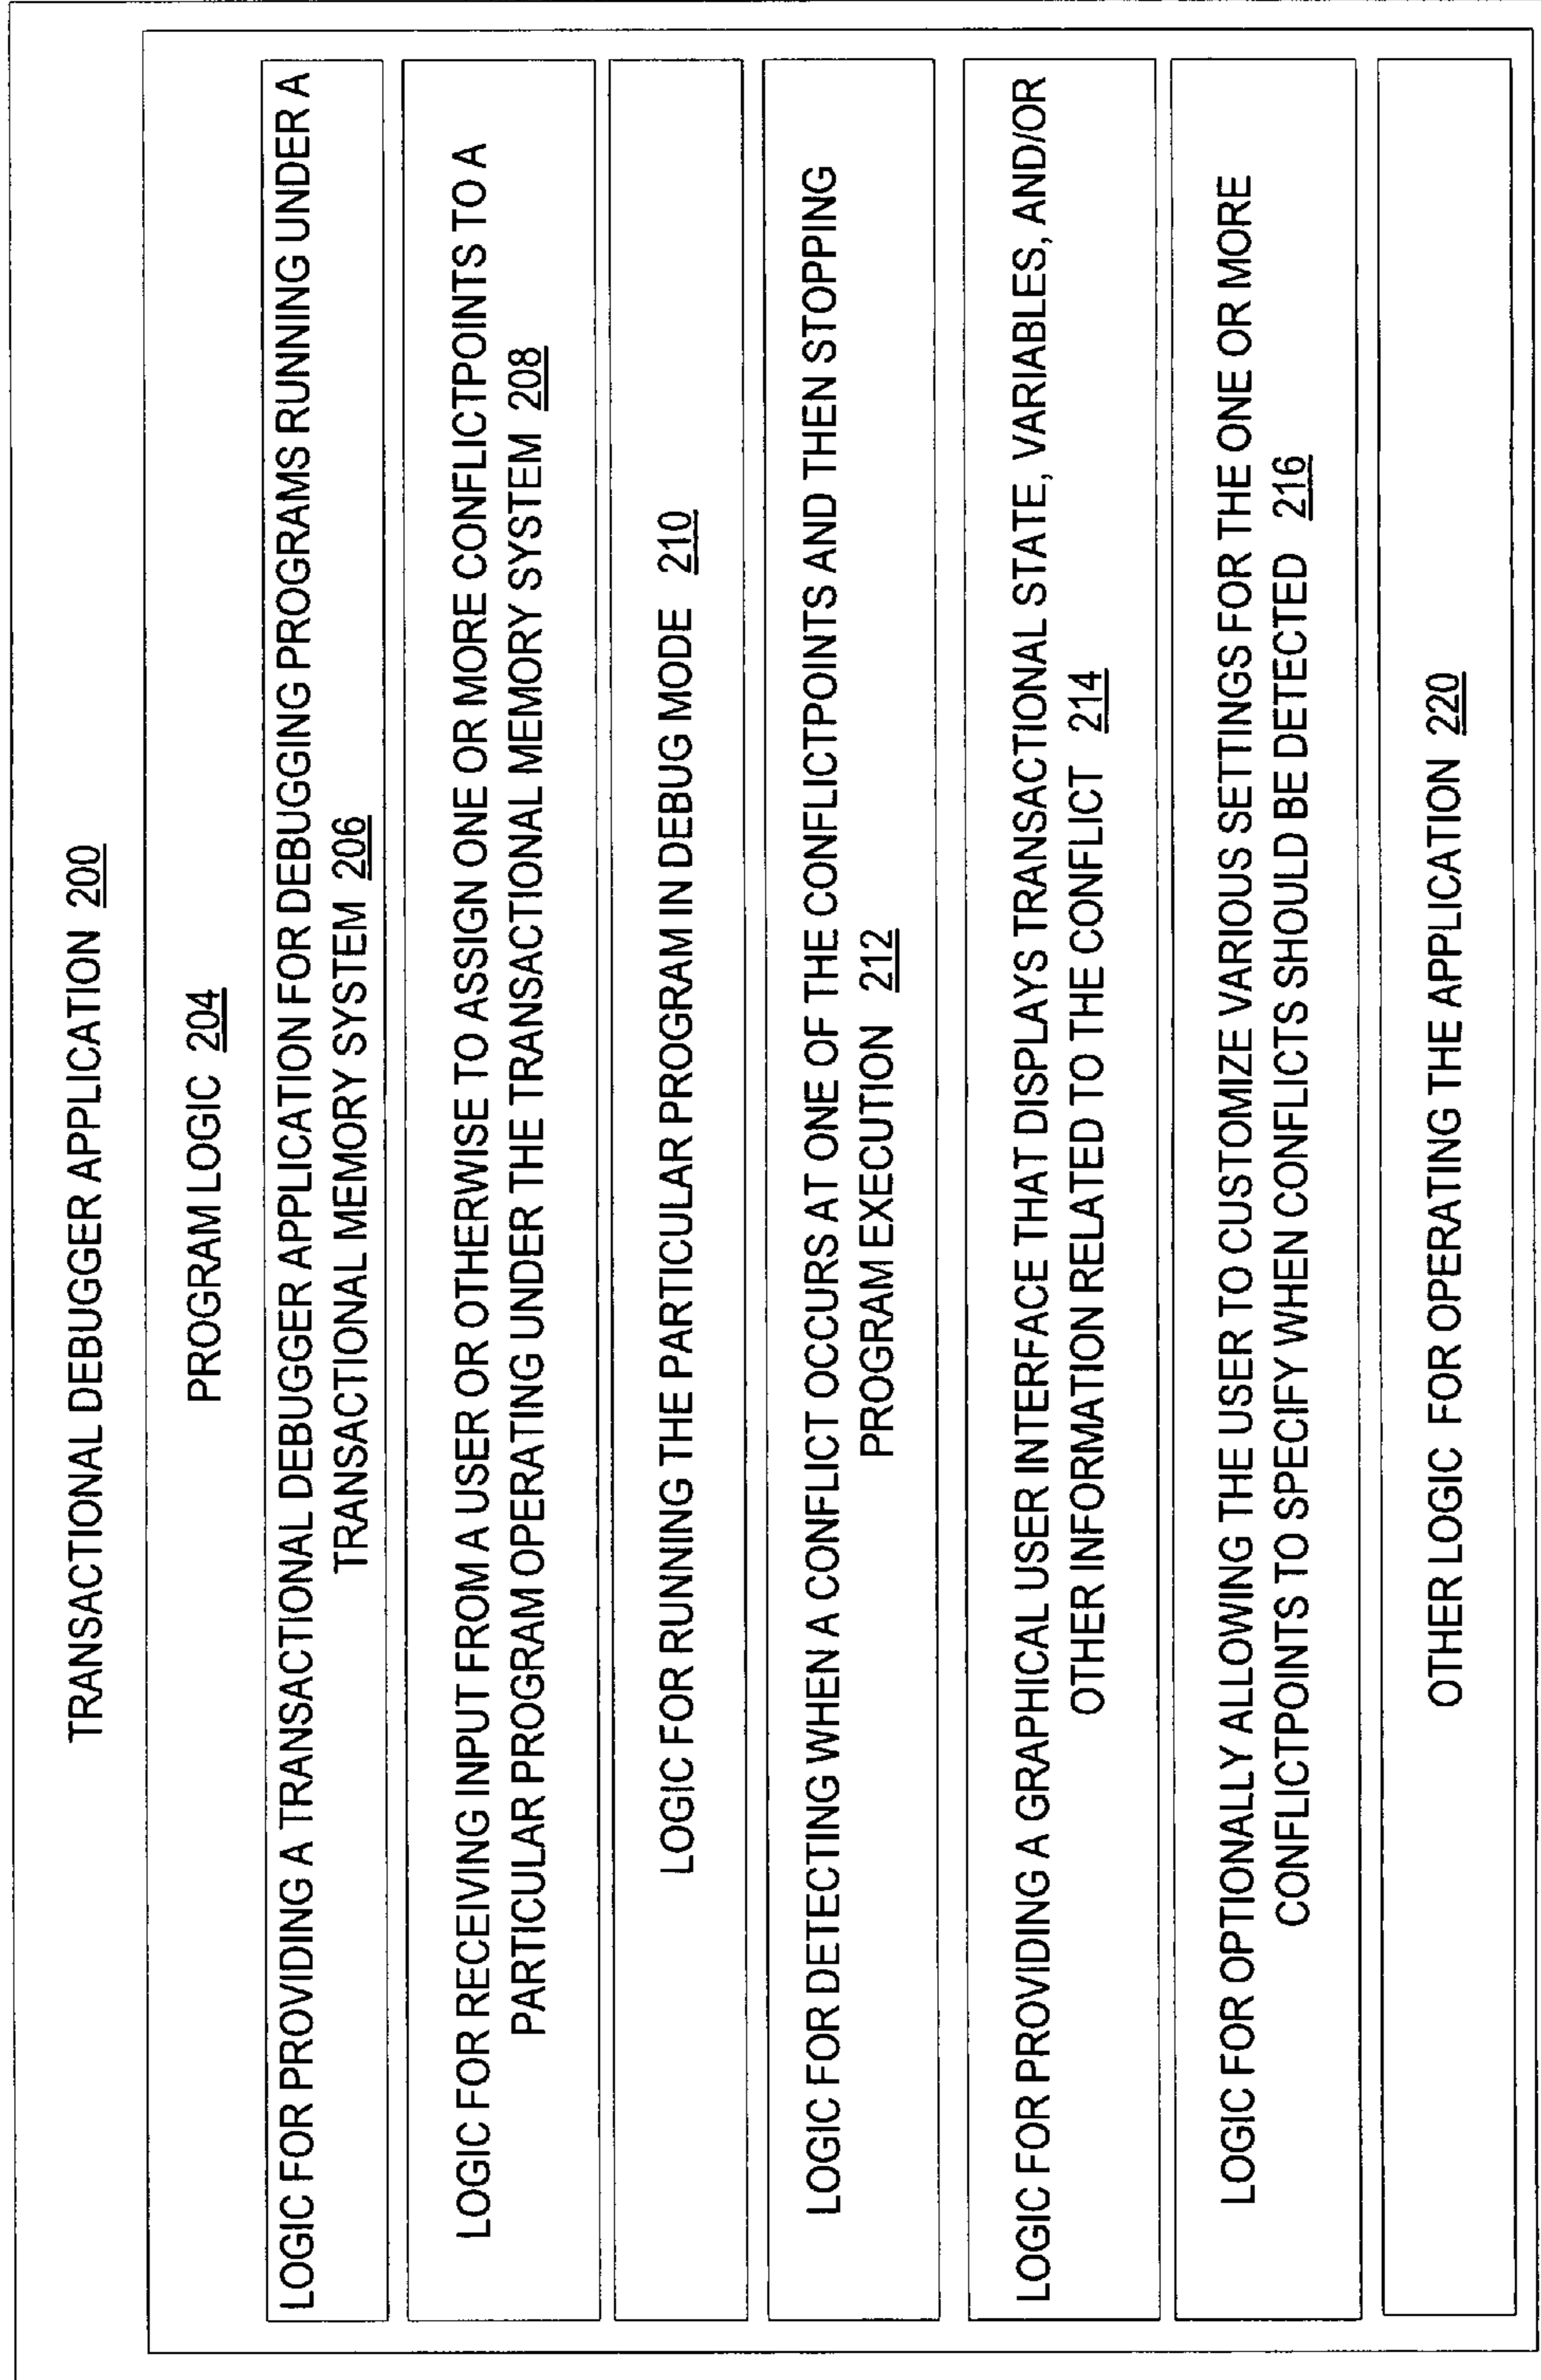 TRANSACTIONAL DEBUGGER APPLICATION 200
PROGRAM LOGIC 204
LOGIC FOR PROVIDING A TRANSACTIONAL DEBUGGER APPLICATION FOR DEBUGGING PROGRAMS RUNNING UNDER A
TRANSACTIONAL MEMORY SYSTEM 206
LOGIC FOR RECEIVING INPUT FROM A USER OR OTHERWISE TO ASSIGN ONE OR MORE CONFLICTPOINTS TO A
PARTICULAR PROGRAM OPERATING UNDER THE TRANSACTIONAL MEMORY SYSTEM 208
LOGIC FOR RUNNING THE PARTICULAR PROGRAM IN DEBUG MODE 210
LOGIC FOR DETECTING WHEN A CONFLICT OCCURS AT ONE OF THE CONFLICTPOINTS AND THEN STOPPING
PROGRAM EXECUTION 212
LOGIC FOR PROVIDING A GRAPHICAL USER INTERFACE THAT DISPLAYS TRANSACTIONAL STATE, VARIABLES, AND/OR
OTHER INFORMATION RELATED TO THE CONFLICT 214
LOGIC FOR OPTIONALLY ALLOWING THE USER TO CUSTOMIZE VARIOUS SETTINGS FOR THE ONE OR MORE
CONFLICTPOINTS TO SPECIFY WHEN CONFLICTS SHOULD BE DETECTED 216
OTHER LOGIC FOR OPERATING THE APPLICATION 220